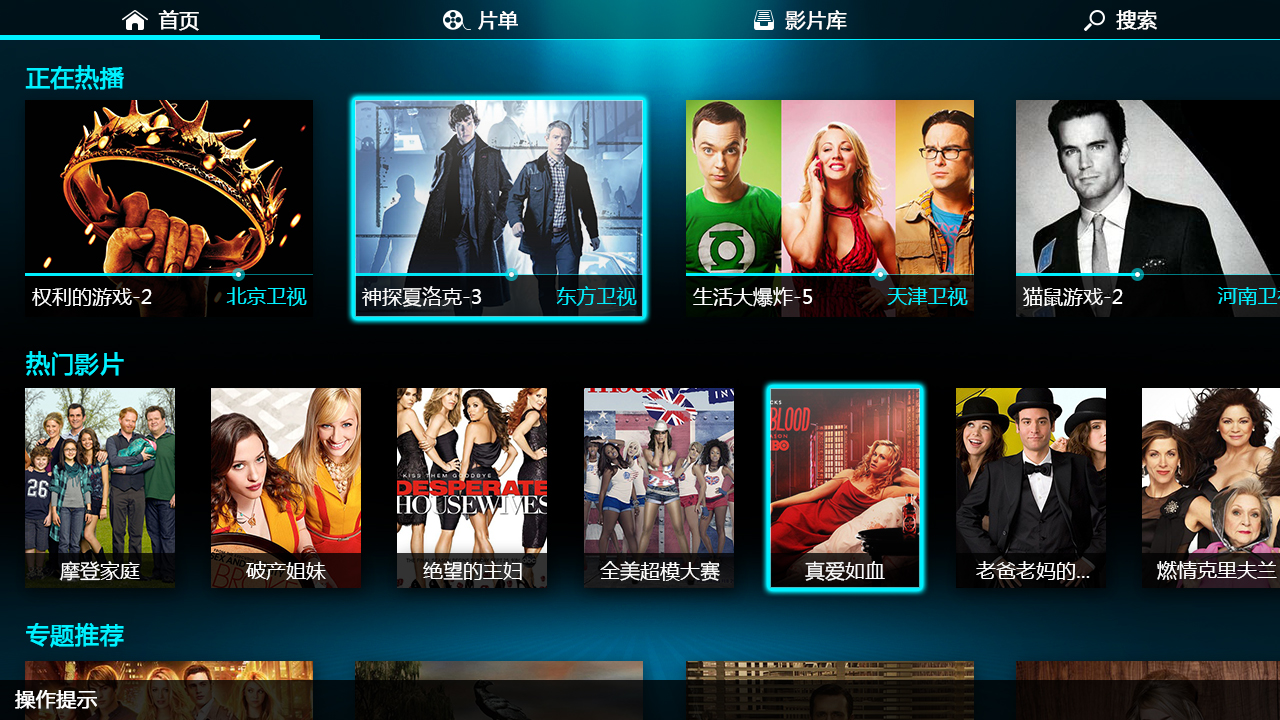 首页
片单
影片库
搜索
正在热播
权利的游戏-2 北京卫视
神探夏洛克-3 东方卫视
生活大爆炸-5 天津卫视
猫鼠游戏-2 河南卫
热门影片
26
KISS THEM GOODBYE
DESPERATE
HOUSEWIVES
BLOOD
HBO
摩登家庭
破产姐妹
绝望的主妇
全美超模大赛
真爱如血
老爸老妈的...
燃情克里夫兰
专题推荐
操作提示